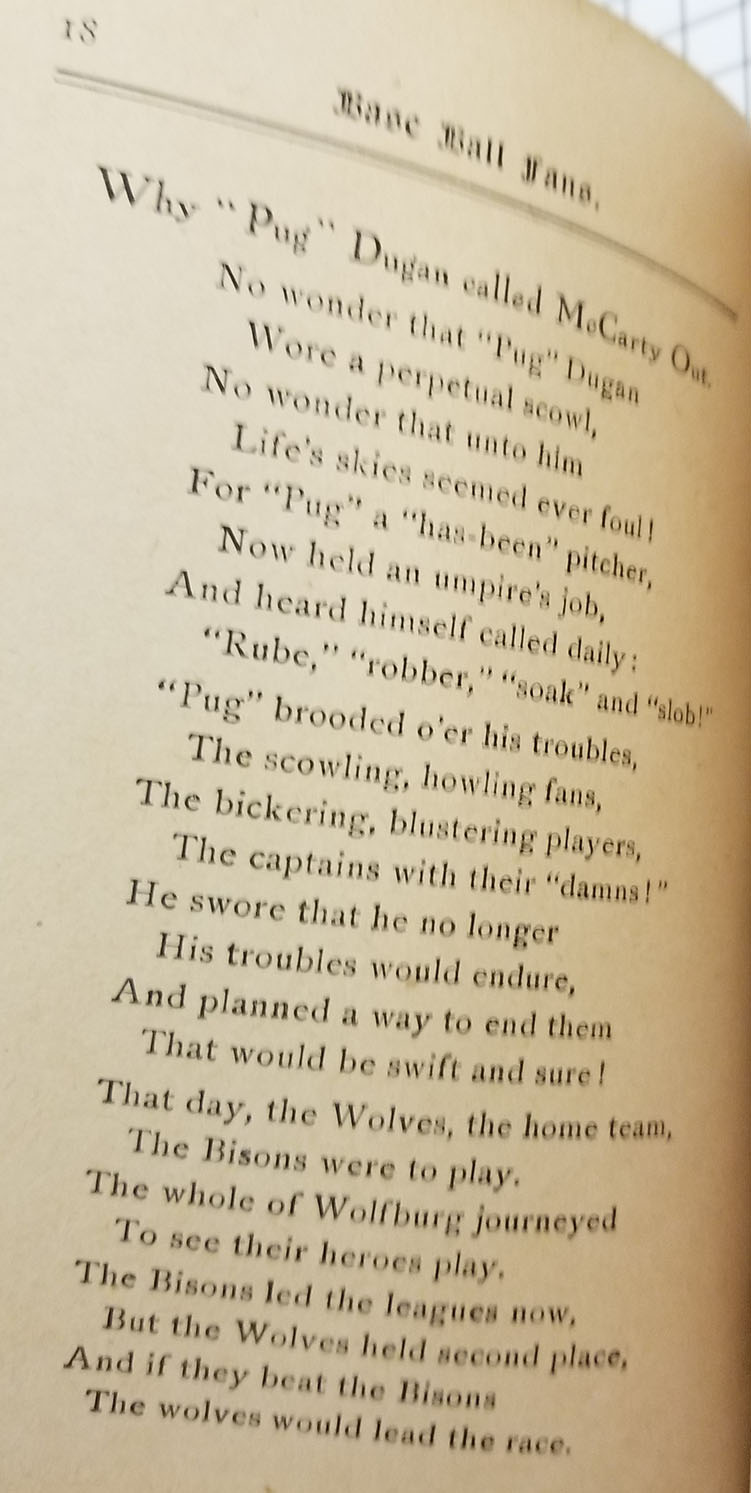 18
Base Ball Fans.
Why "Pug" Dugan called McCarty Out.
No wonder that "Pug" Dugan
Wore a perpetual scowl,
No wonder that unto him
Life's skies seemed ever foul!
For "Pug" a "has-been" pitcher,
Now held an umpire's job,
And heard himself called daily:
"Rube," "robber," "soak" and "slob!"
"Pug" brooded o'er his troubles,
The scowling, howling fans,
The bickering, blustering players,
The captains with their "damns!"
He swore that he no longer
His troubles would endure,
And planned a way to end them
That would be swift and sure!
That day, the Wolves, the home team,
The Bisons were to play.
The whole of Wolfburg journeyed
To see their heroes play.
The Bisons led the leagues now,
But the Wolves held second place,
And if they beat the Bisons
The wolves would lead the race.